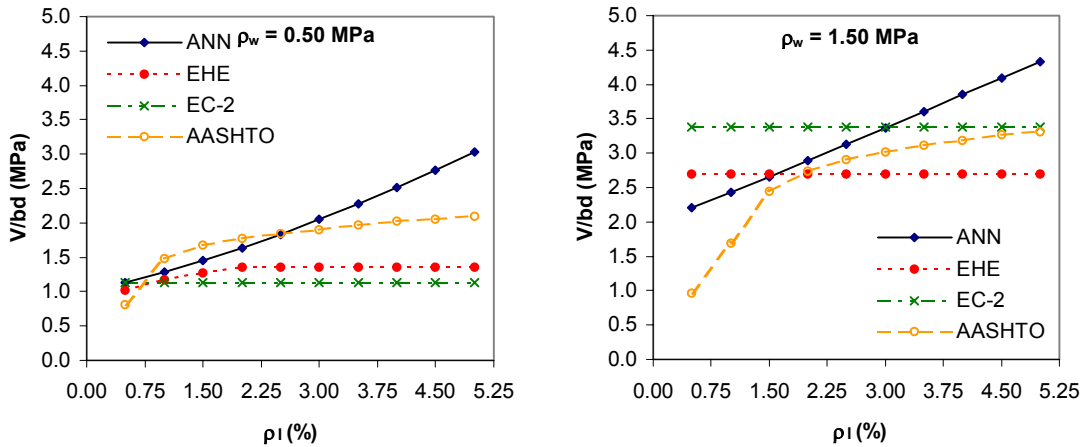 ρw = 0.50 MPa
ANN
EHE
EC-2
AASHTO
V/bd (MPa)
5.0
4.5
4.0
3.5
3.0
2.5
2.0
1.5
1.0
0.5
0.0
0.00 0.75 1.50 2.25 3.00 3.75 4.50 5.25
ρl (%)
ρw = 1.50 MPa
V/bd (MPa)
5.0
4.5
4.0
3.5
3.0
2.5
2.0
1.5
1.0
0.5
0.0
ANN
EHE
EC-2
AASHTO
0.00 0.75 1.50 2.25 3.00 3.75 4.50 5.25
ρl (%)